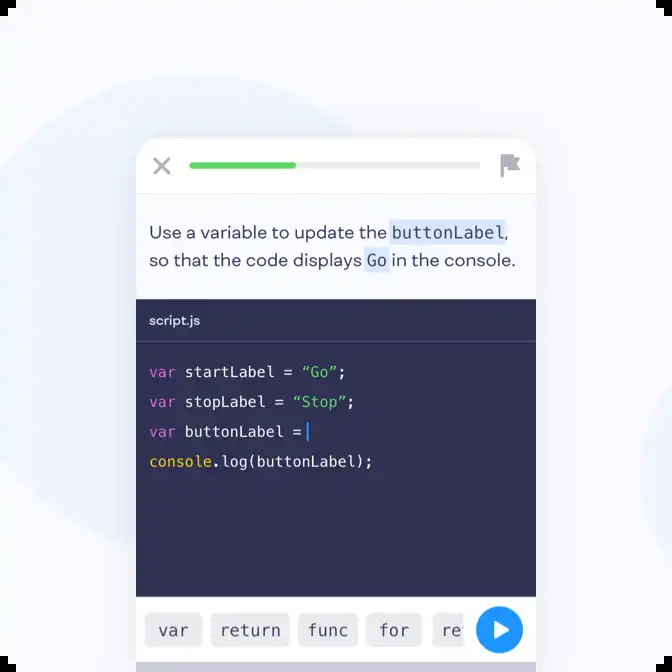 Use a variable to update the buttonLabel,
so that the code displays Go in the console.
script.js
var startLabel = “Go”;
var stopLabel = “Stop”;
var buttonLabel =
console.log(buttonLabel);
var return func for re